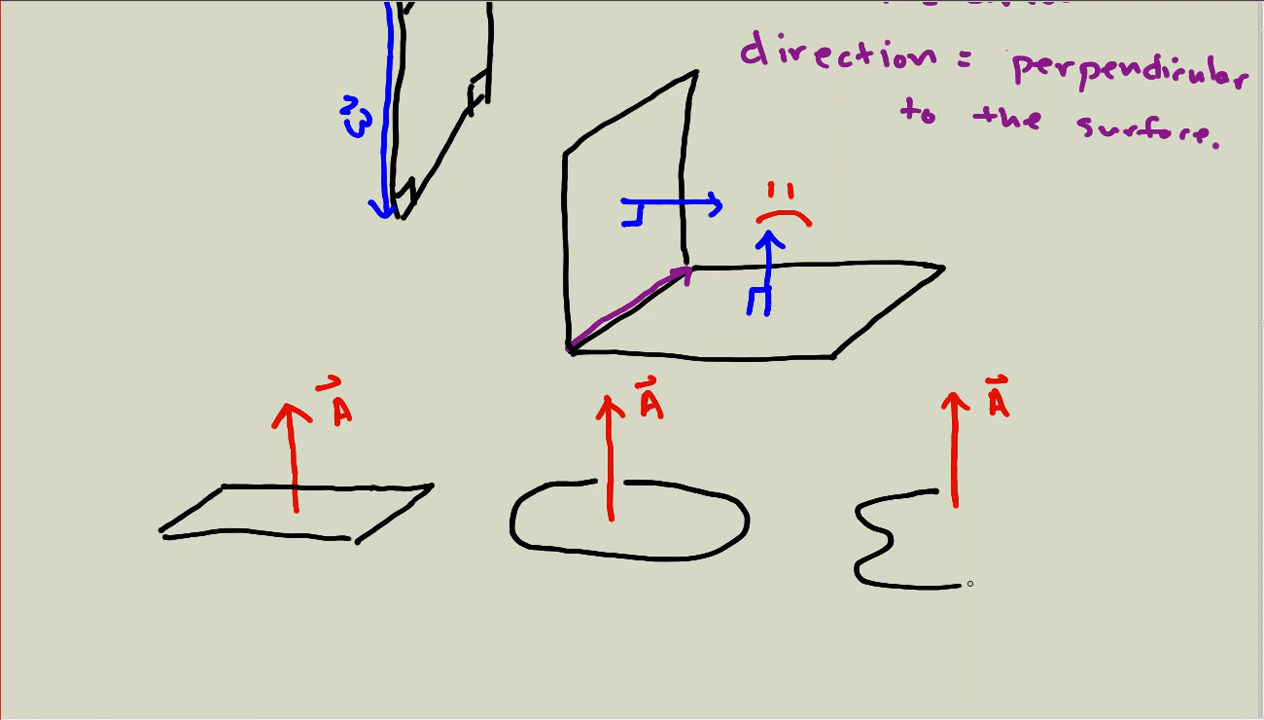 direction = perpendicular
to the surface.
A
A
A